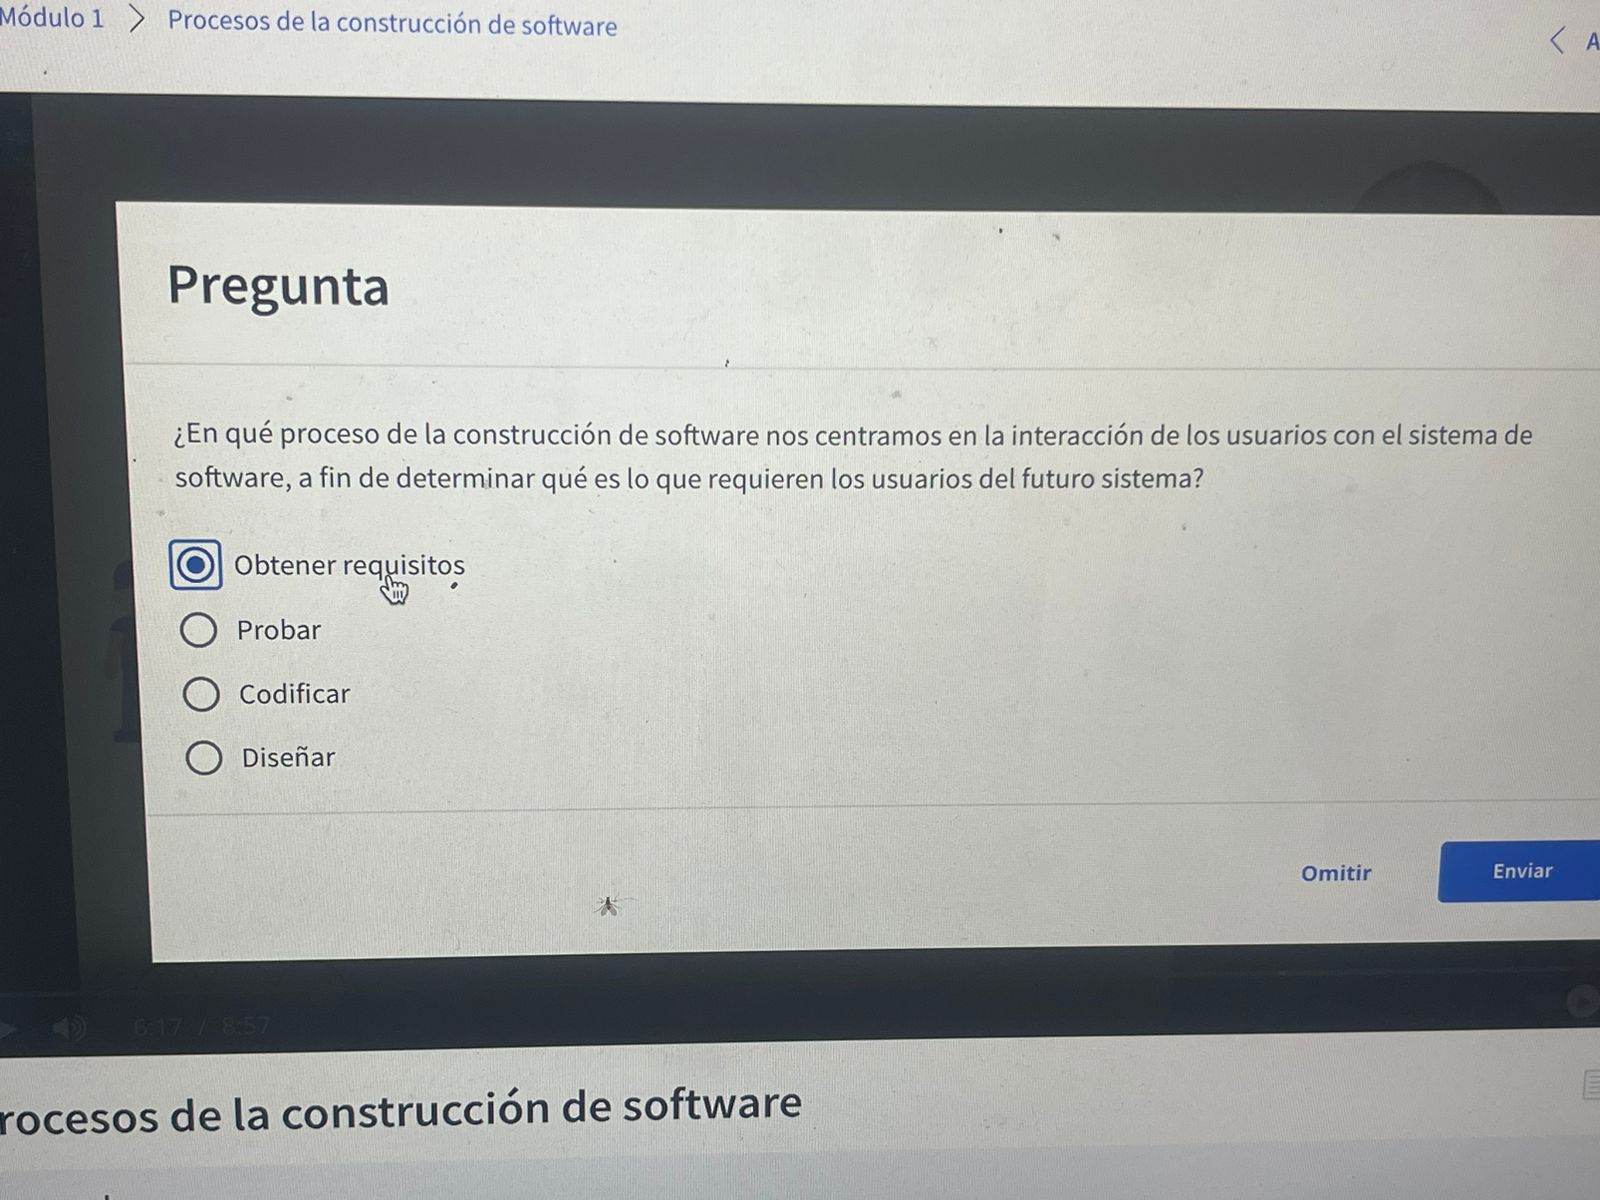 Módulo 1 > Procesos de la construcción de software
< A
Pregunta
¿En qué proceso de la construcción de software nos centramos en la interacción de los usuarios con el sistema de
software, a fin de determinar qué es lo que requieren los usuarios del futuro sistema?
Obtener requisitos
Probar
Codificar
Diseñar
Omitir
Enviar
6:17 / 8:57
rocesos de la construcción de software